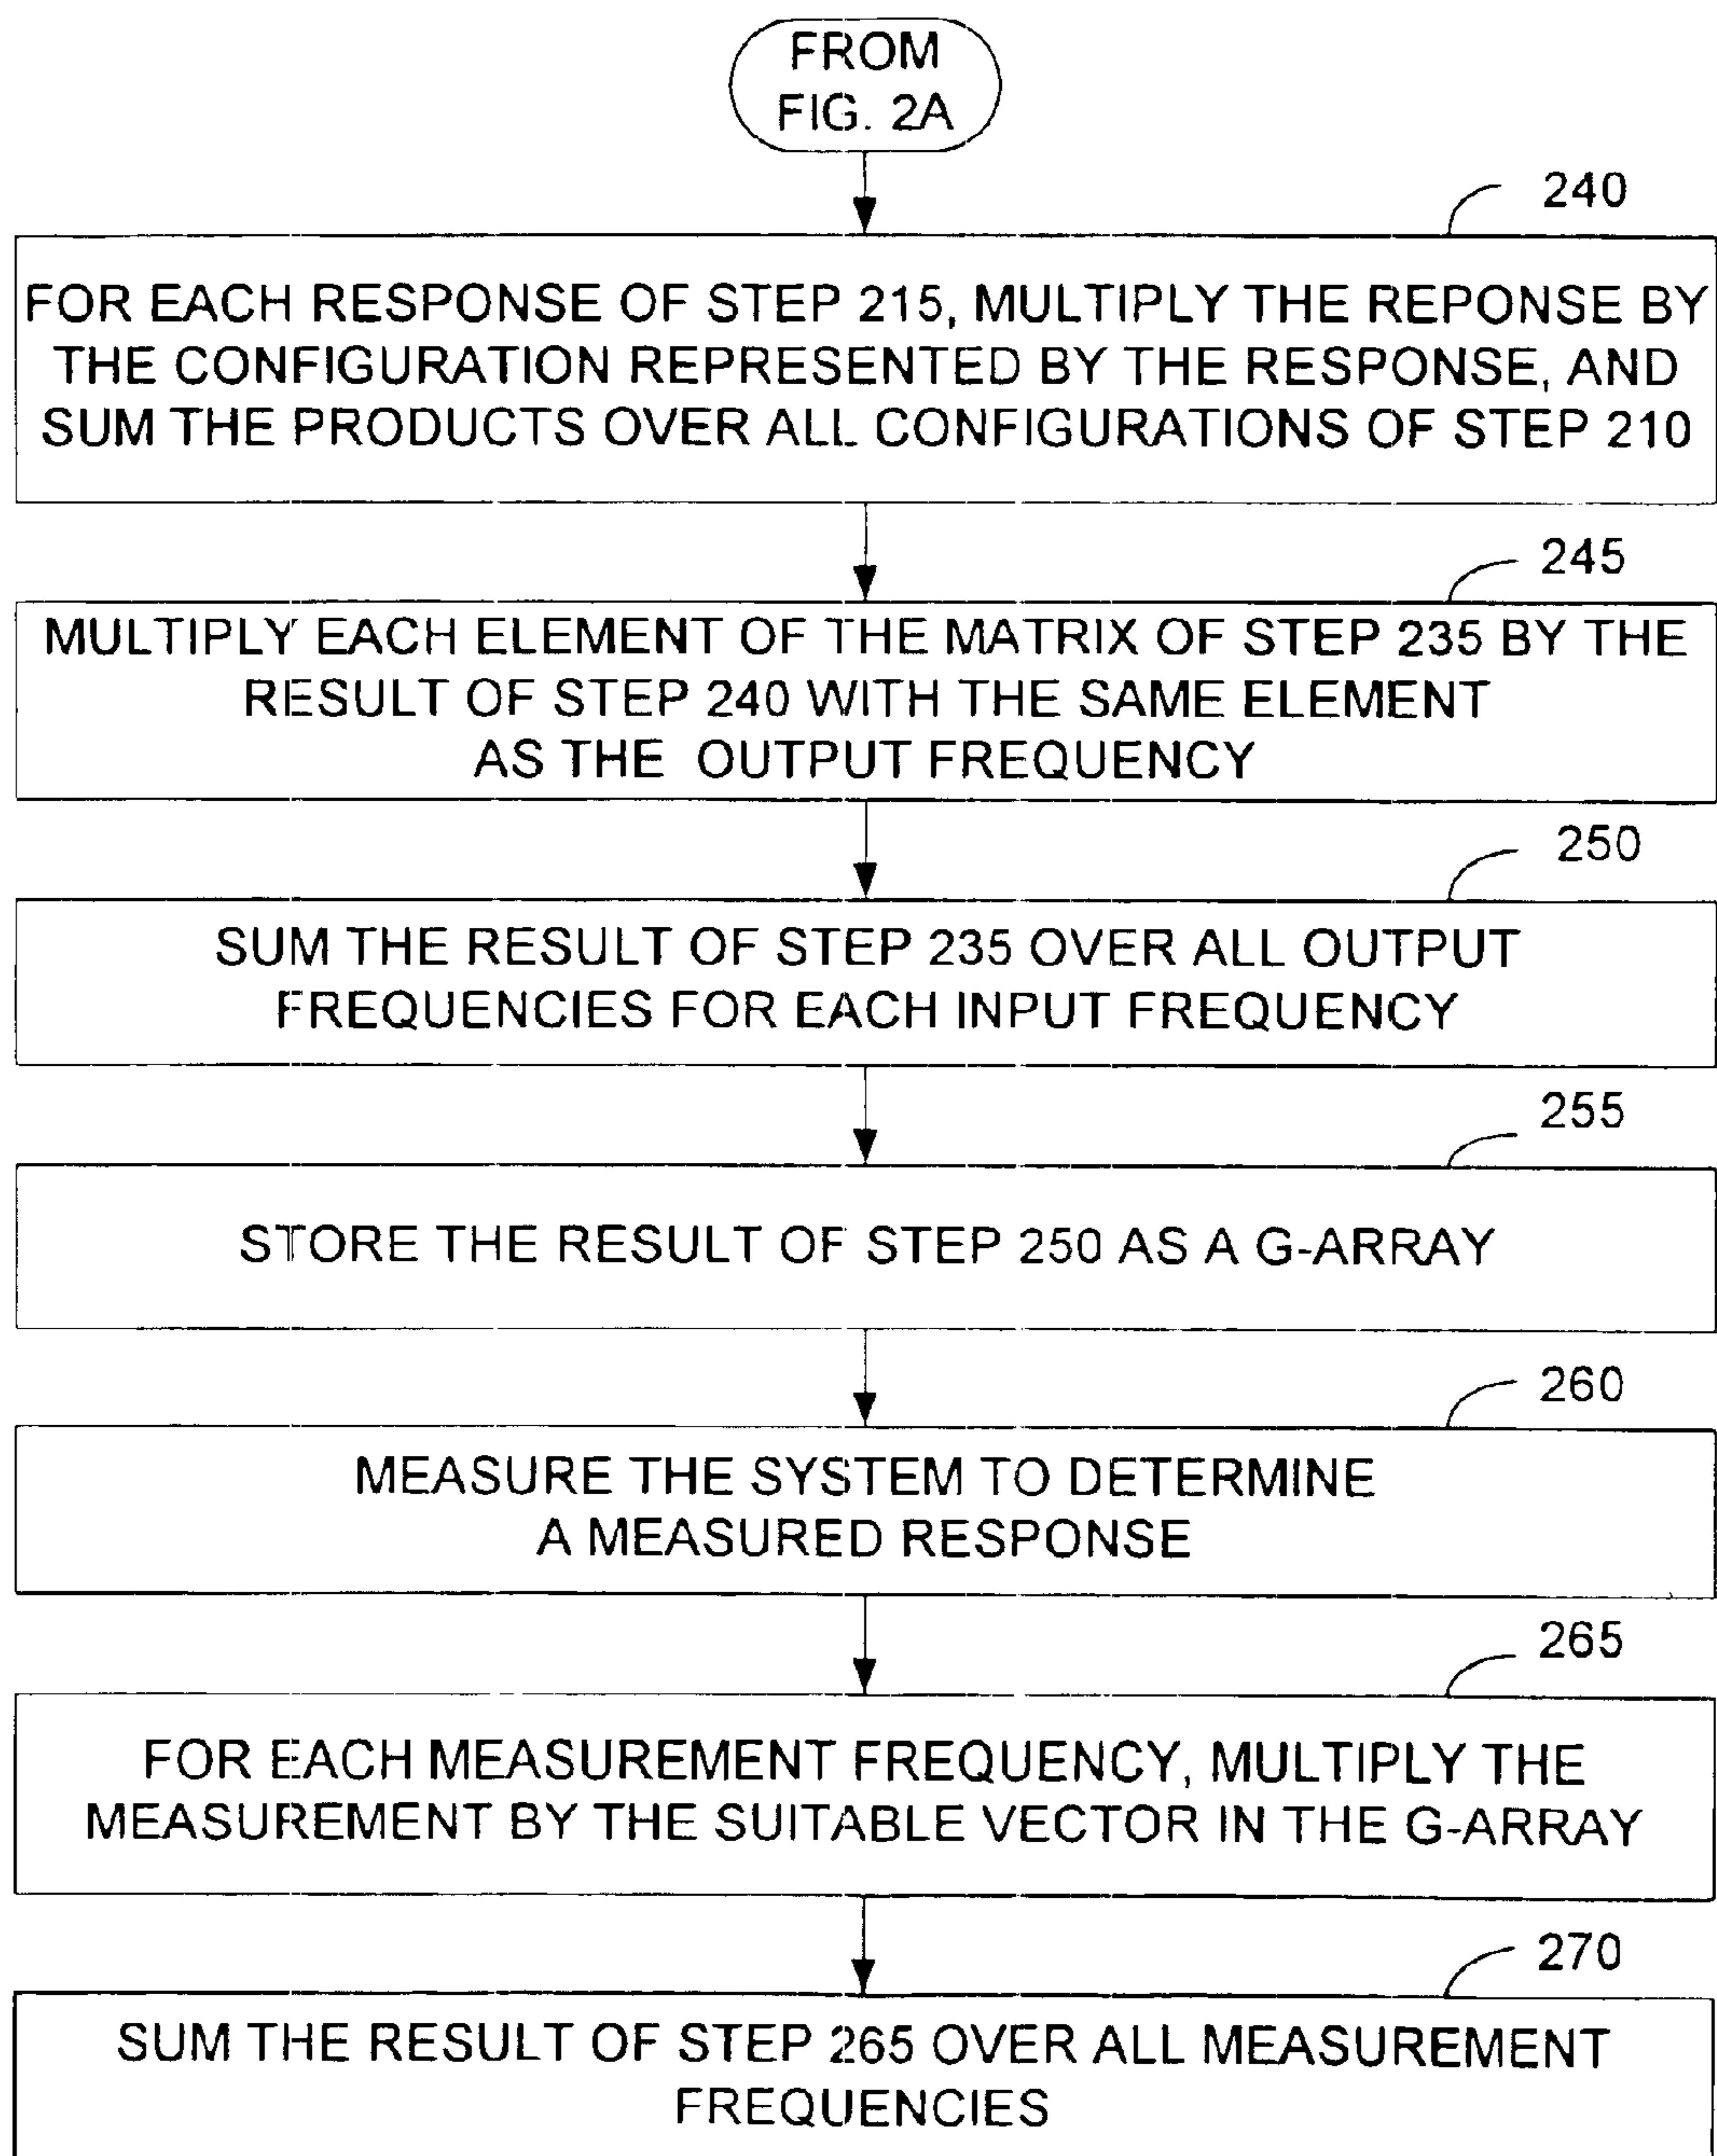 FROM
FIG. 2A
240
FOR EACH RESPONSE OF STEP 215, MULTIPLY THE REPONSE BY
THE CONFIGURATION REPRESENTED BY THE RESPONSE, AND
SUM THE PRODUCTS OVER ALL CONFIGURATIONS OF STEP 210
245
MULTIPLY EACH ELEMENT OF THE MATRIX OF STEP 235 BY THE
RESULT OF STEP 240 WITH THE SAME ELEMENT
AS THE OUTPUT FREQUENCY
250
SUM THE RESULT OF STEP 235 OVER ALL OUTPUT
FREQUENCIES FOR EACH INPUT FREQUENCY
255
STORE THE RESULT OF STEP 250 AS A G-ARRAY
260
MEASURE THE SYSTEM TO DETERMINE
A MEASURED RESPONSE
265
FOR EACH MEASUREMENT FREQUENCY, MULTIPLY THE
MEASUREMENT BY THE SUITABLE VECTOR IN THE G-ARRAY
270
SUM THE RESULT OF STEP 265 OVER ALL MEASUREMENT
FREQUENCIES